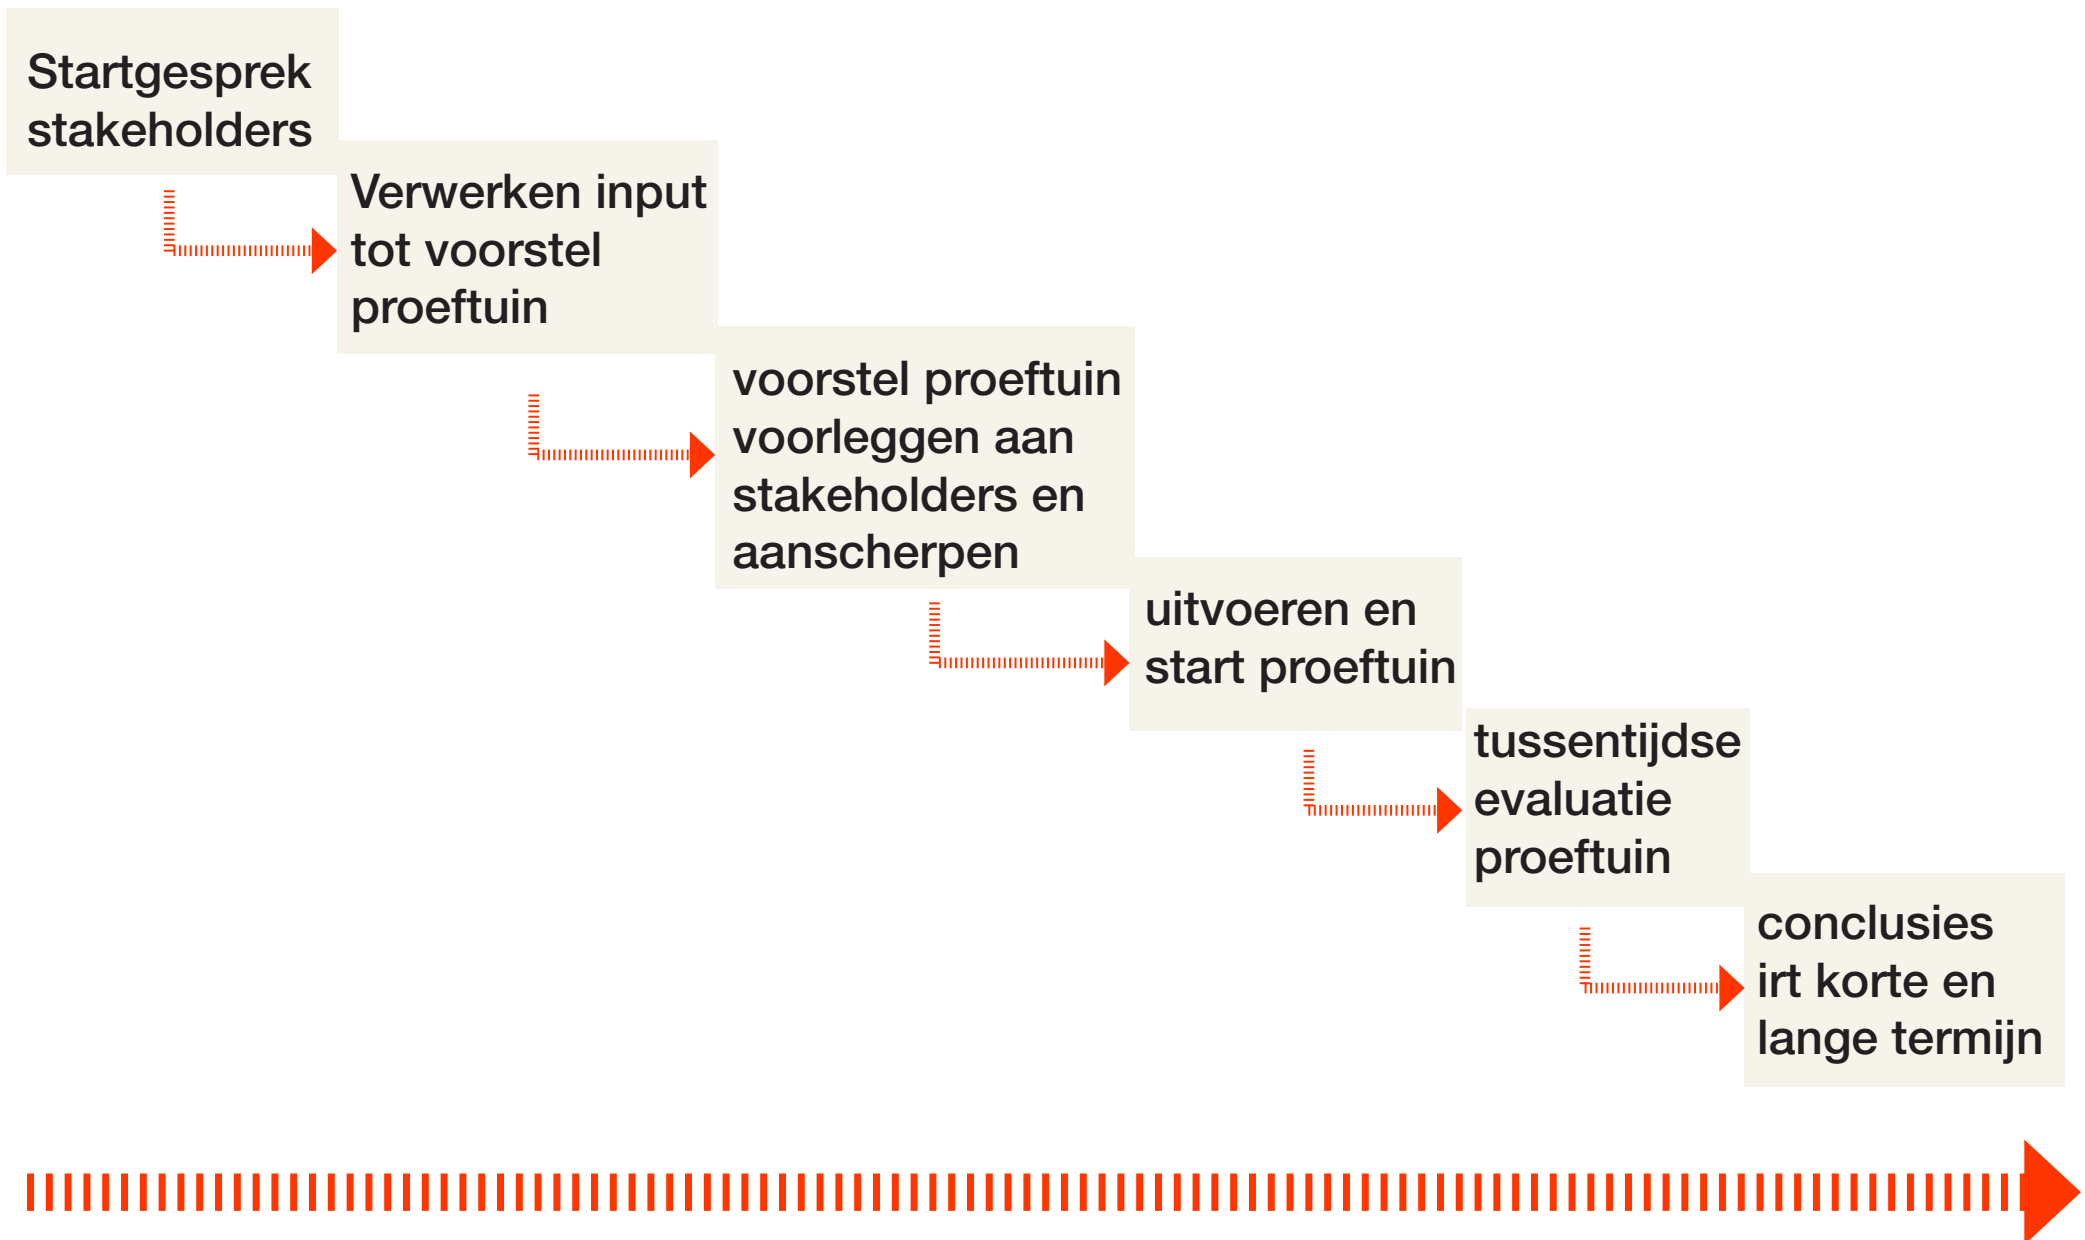 Startgesprek
stakeholders
Verwerken input
tot voorstel
proeftuin
voorstel proeftuin
voorleggen aan
stakeholders en
aanscherpen
uitvoeren en
start proeftuin
tussentijdse
evaluatie
proeftuin
conclusies
irt korte en
lange termijn